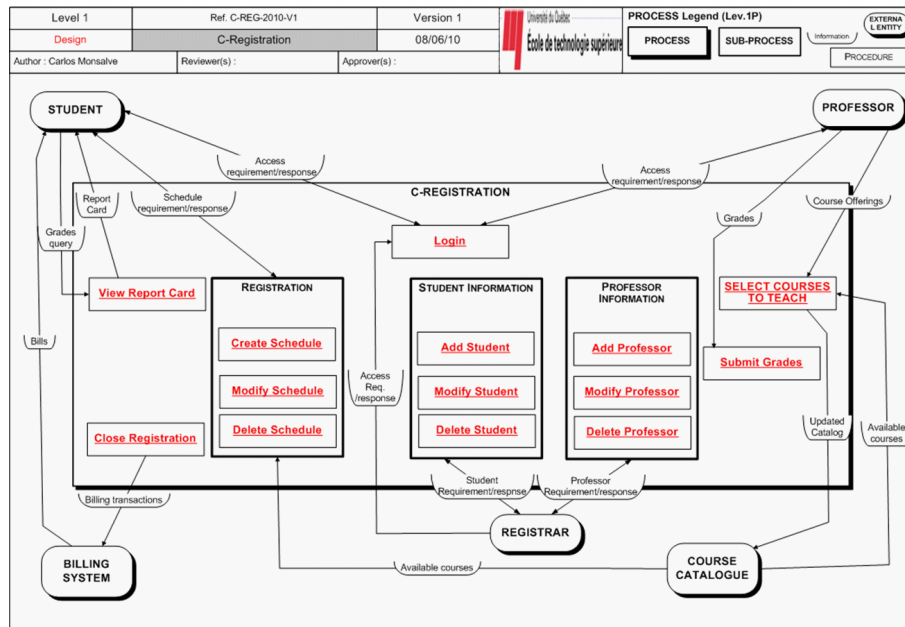 Level 1
Ref. C-REG-2010-V1
Version 1
Design
C-Registration
08/06/10
Author : Carlos Monsalve
Reviewer(s) :
Approver(s) :
Université du Québec
École de technologie supérieure
PROCESS Legend (Lev.1P)
PROCESS
SUB-PROCESS
Information
EXTERNA
L ENTITY
PROCEDURE
STUDENT
PROFESSOR
Access
requirement/response
Access
requirement/response
C-REGISTRATION
Report
Card
Schedule
requirement/response
Course Offerings
Grades
Grades
query
Login
View Report Card
REGISTRATION
STUDENT INFORMATION
PROFESSOR
INFORMATION
SELECT COURSES
TO TEACH
Bills
Create Schedule
Add Student
Add Professor
Submit Grades
Access
Req.
/response
Modify Schedule
Modify Student
Modify Professor
Close Registration
Delete Schedule
Delete Student
Delete Professor
Updated
Catalog
Available
courses
Billing transactions
Student
Requirement/respnse
Professor
Requirement/response
REGISTRAR
BILLING
SYSTEM
Available courses
COURSE
CATALOGUE